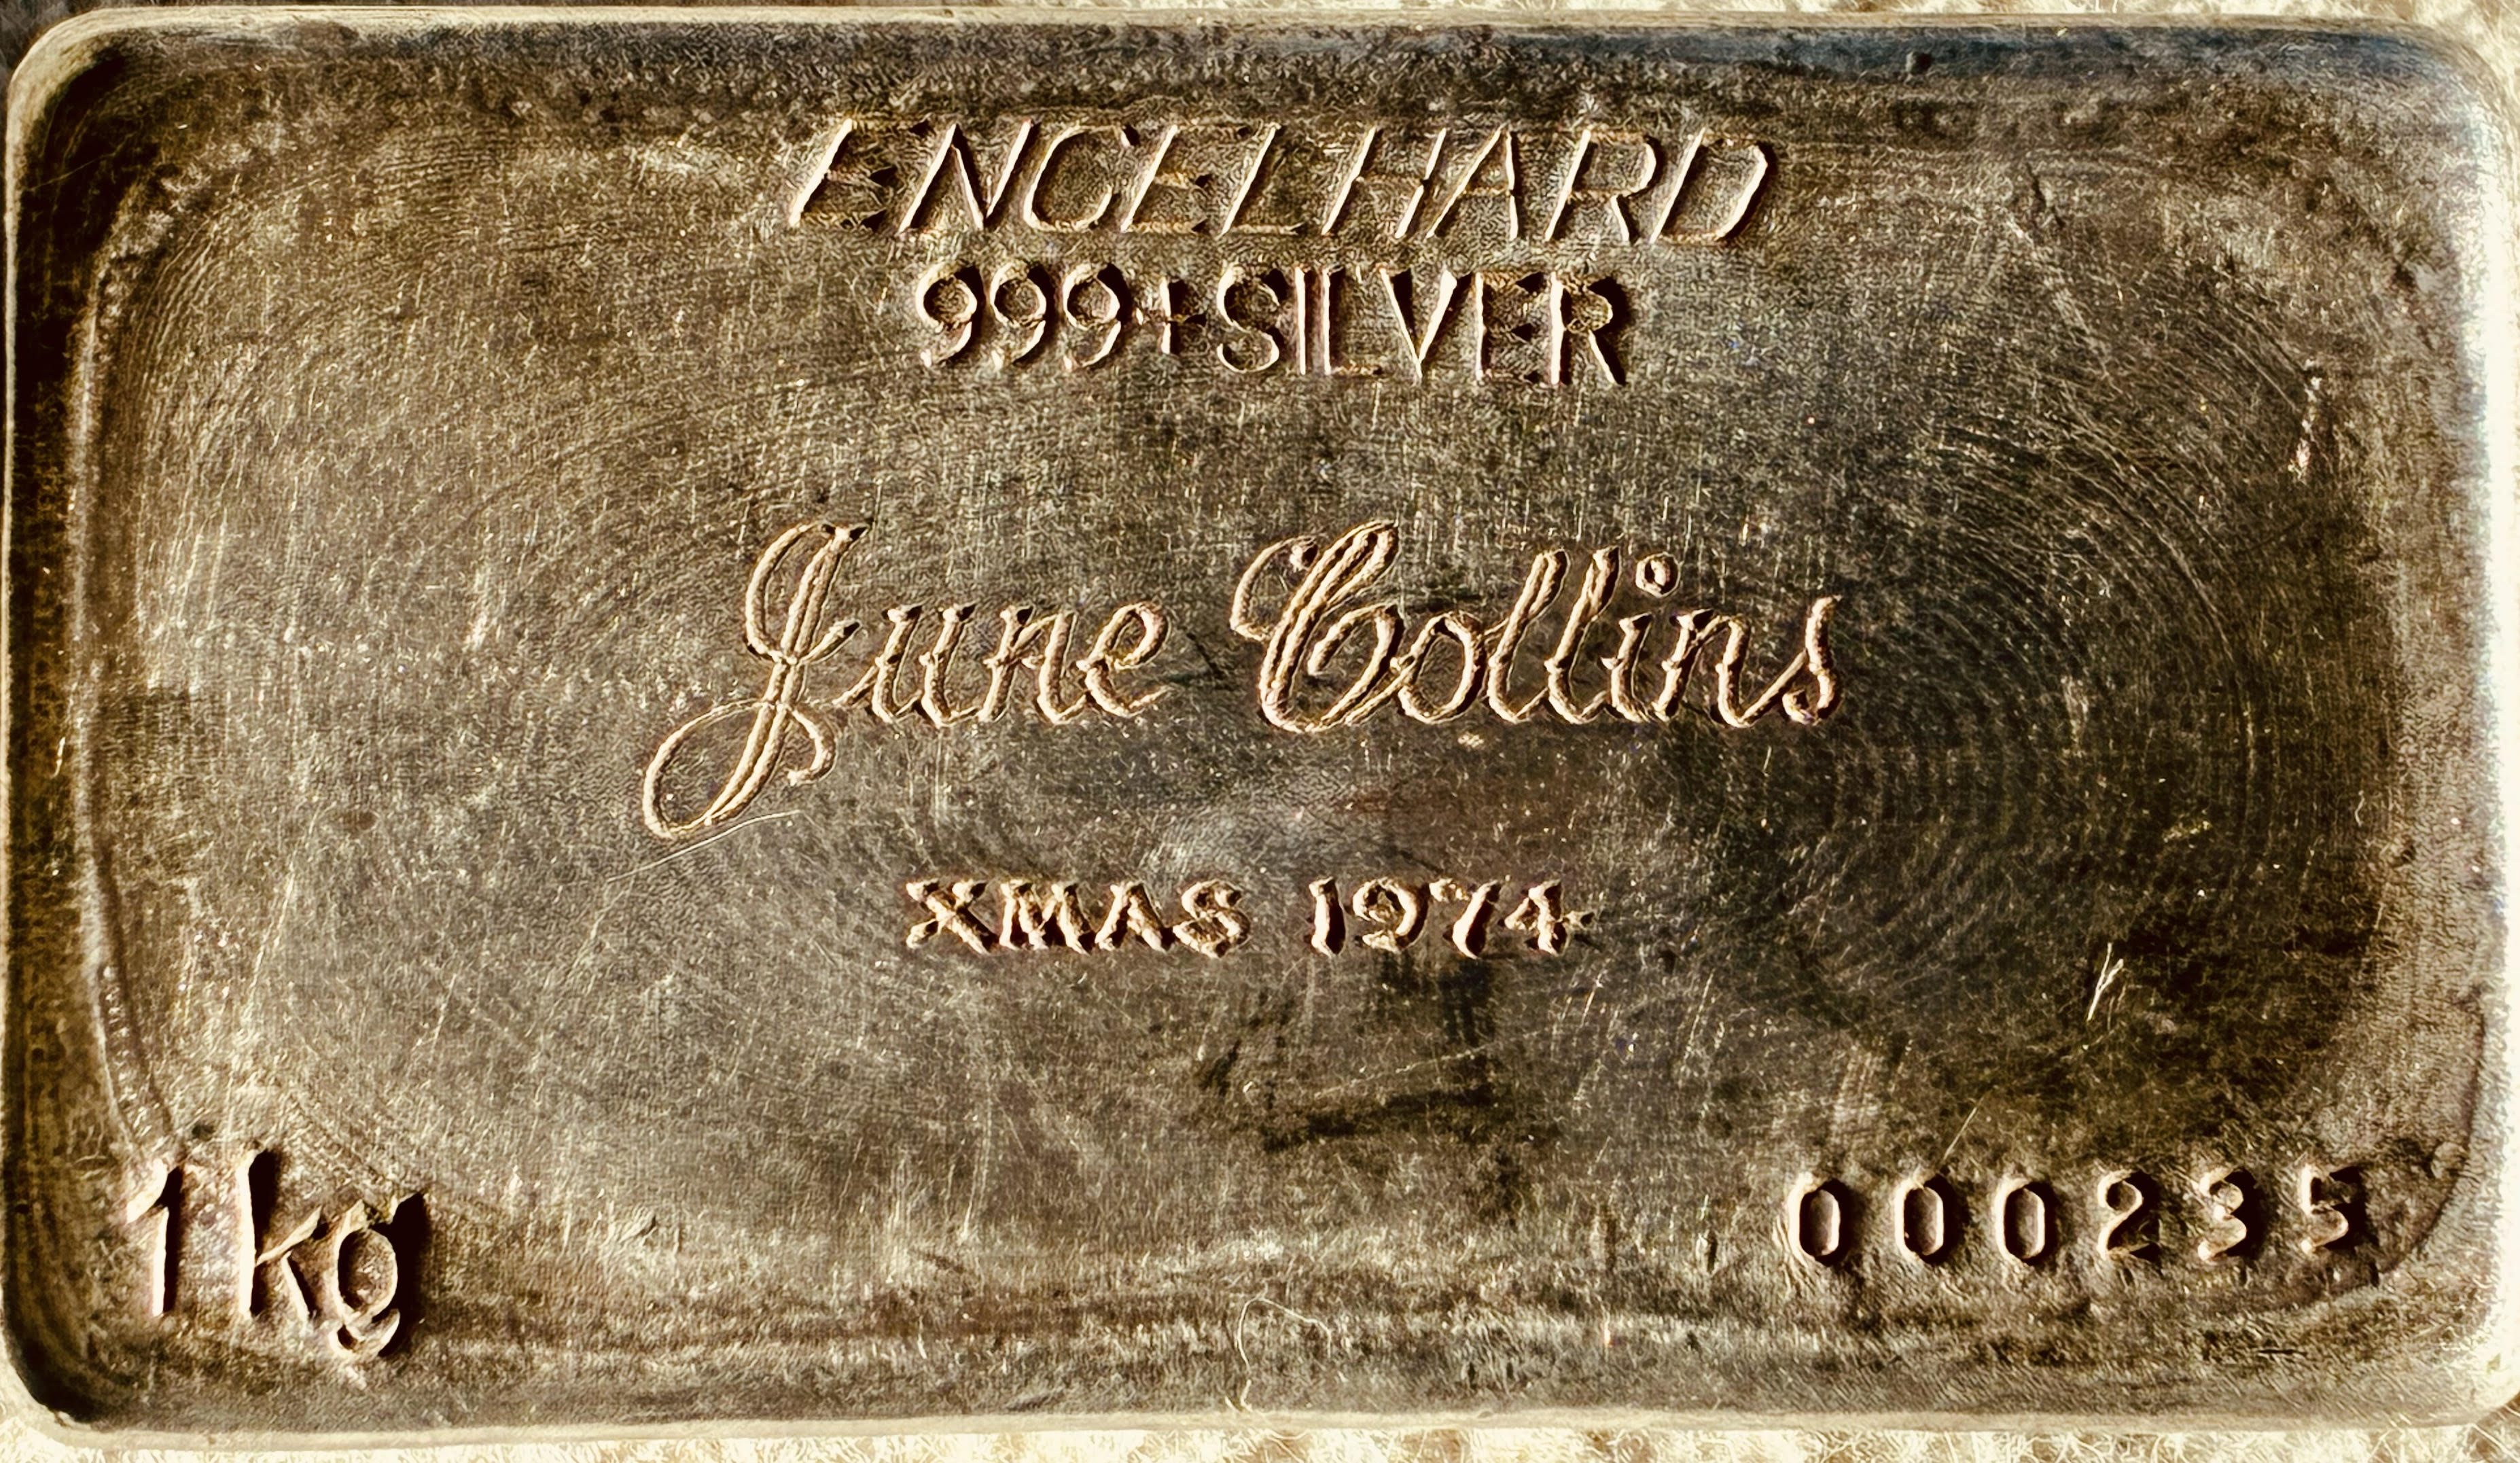 ENGELHARD
999+SILVER
June Collins
XMAS 1974
1kg
000235